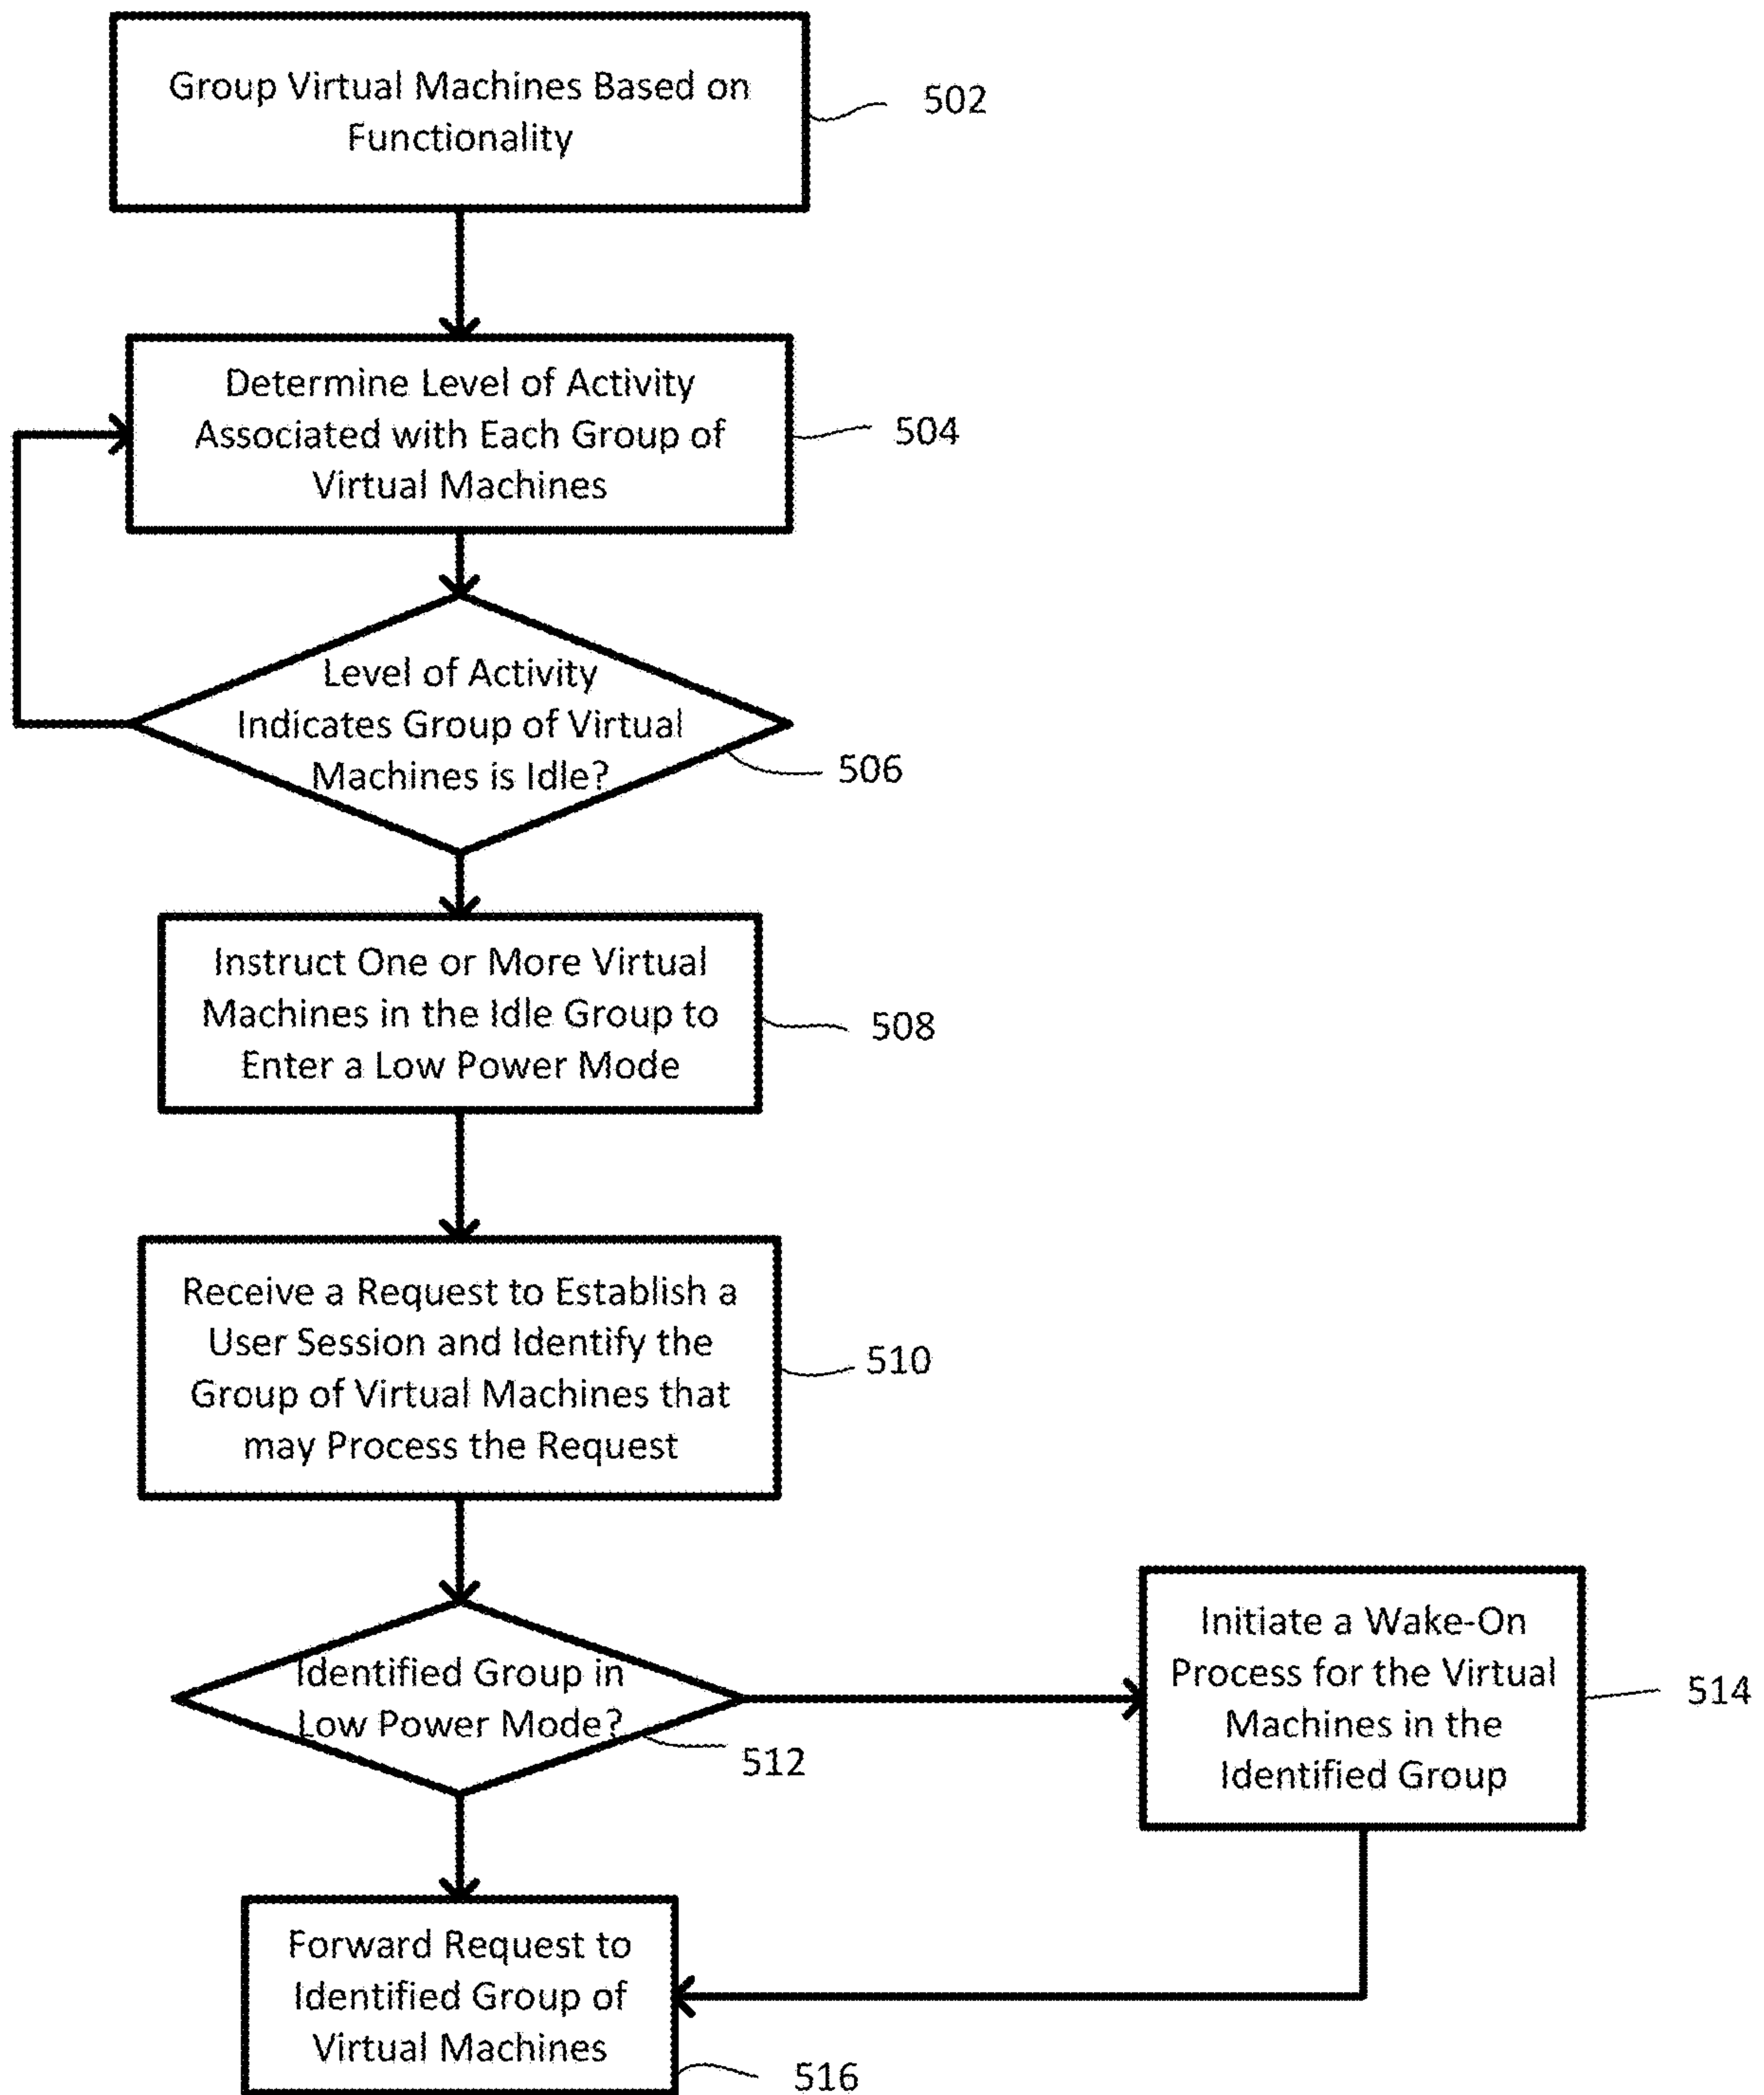 Group Virtual Machines Based on
Functionality
502
Determine Level of Activity
Associated with Each Group of
Virtual Machines
504
Level of Activity
Indicates Group of Virtual
Machines is Idle?
506
Instruct One or More Virtual
Machines in the Idle Group to
Enter a Low Power Mode
508
Receive a Request to Establish a
User Session and Identify the
Group of Virtual Machines that
may Process the Request
510
Identified Group in
Low Power Mode?
512
Initiate a Wake-On
Process for the Virtual
Machines in the
Identified Group
514
Forward Request to
Identified Group of
Virtual Machines
516